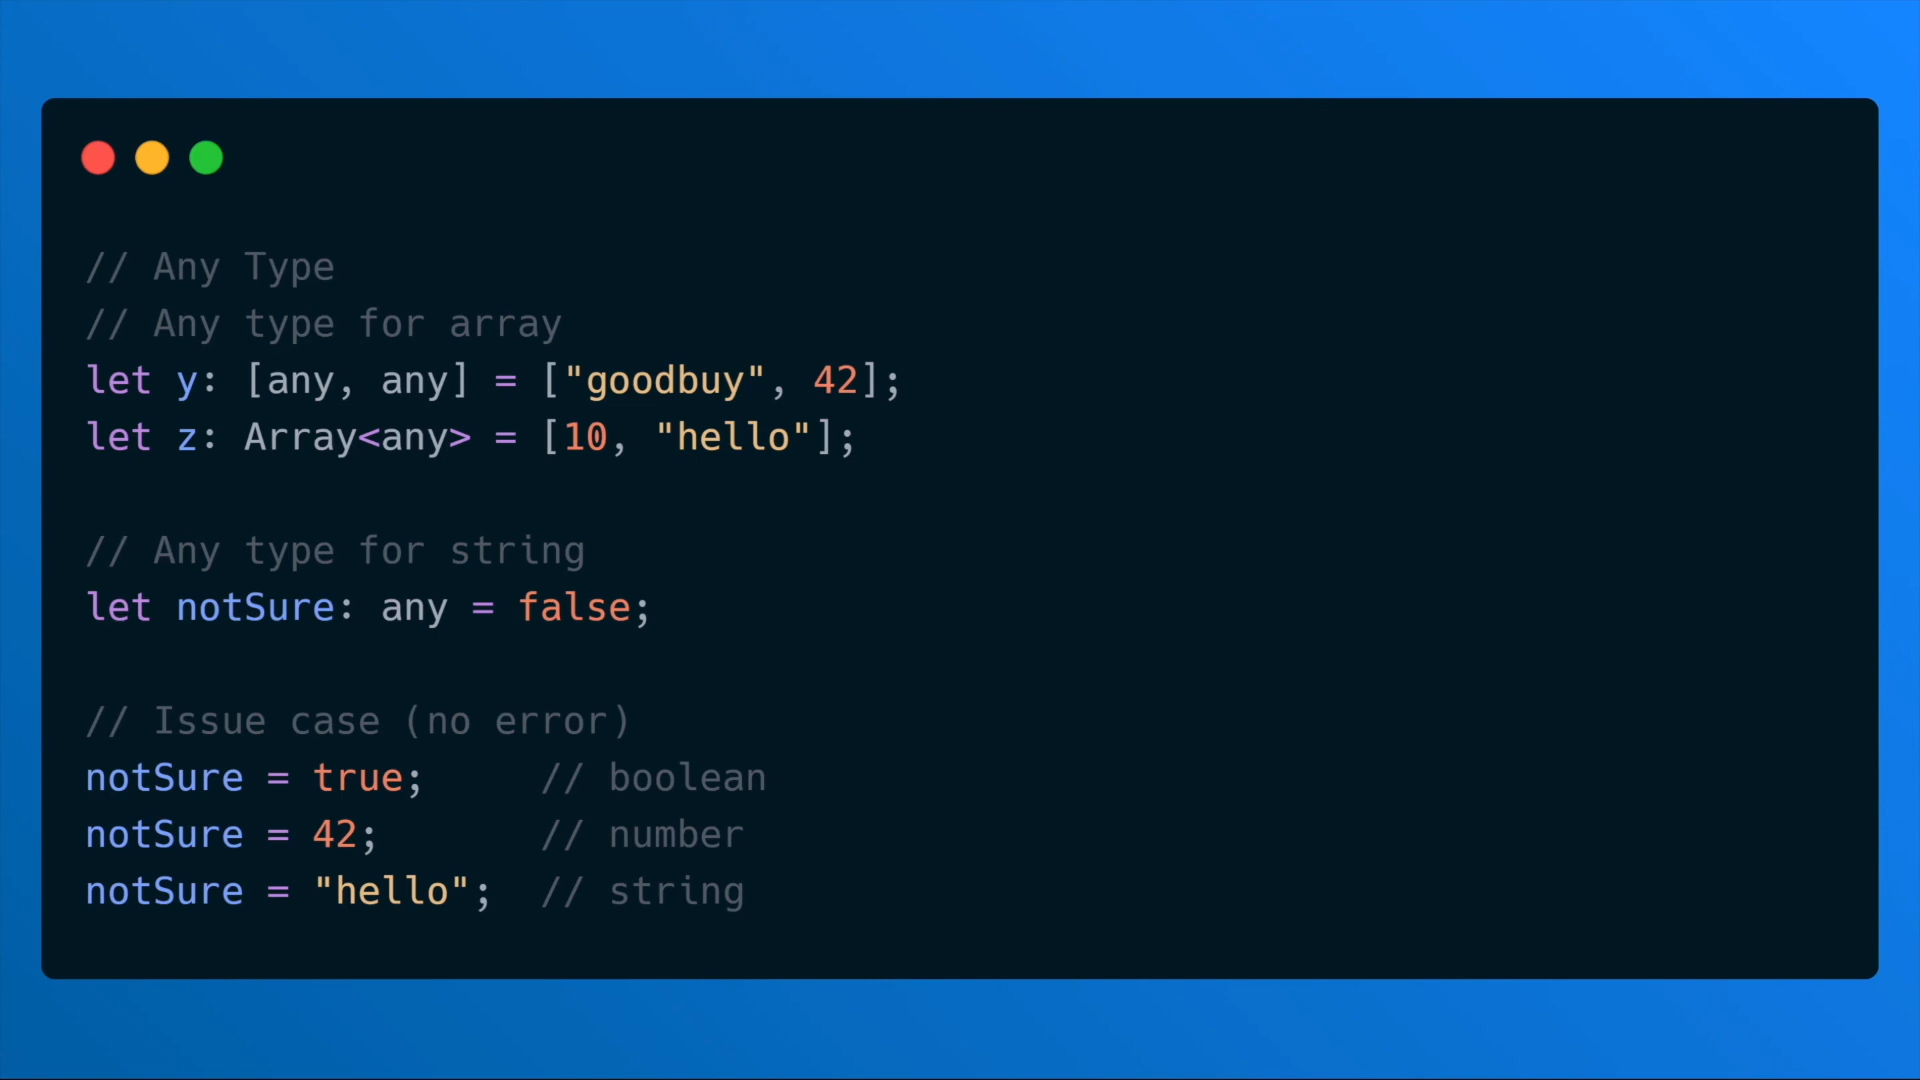 // Any Type
// Any type for array
let y: [any, any] = ["goodbuy", 42];
let z: Array<any> = [10, "hello"];
// Any type for string
let notSure: any = false;
// Issue case (no error)
notSure = true;     // boolean
notSure = 42;       // number
notSure = "hello";  // string